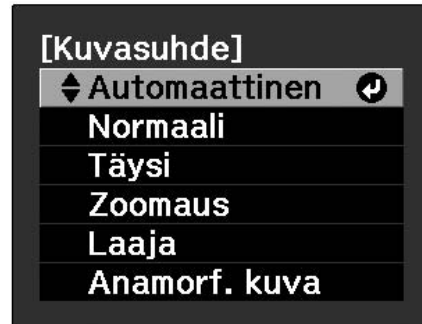 [Kuvasuhde]
Automaattinen
Normaali
Täysi
Zoomaus
Laaja
Anamorf. kuva